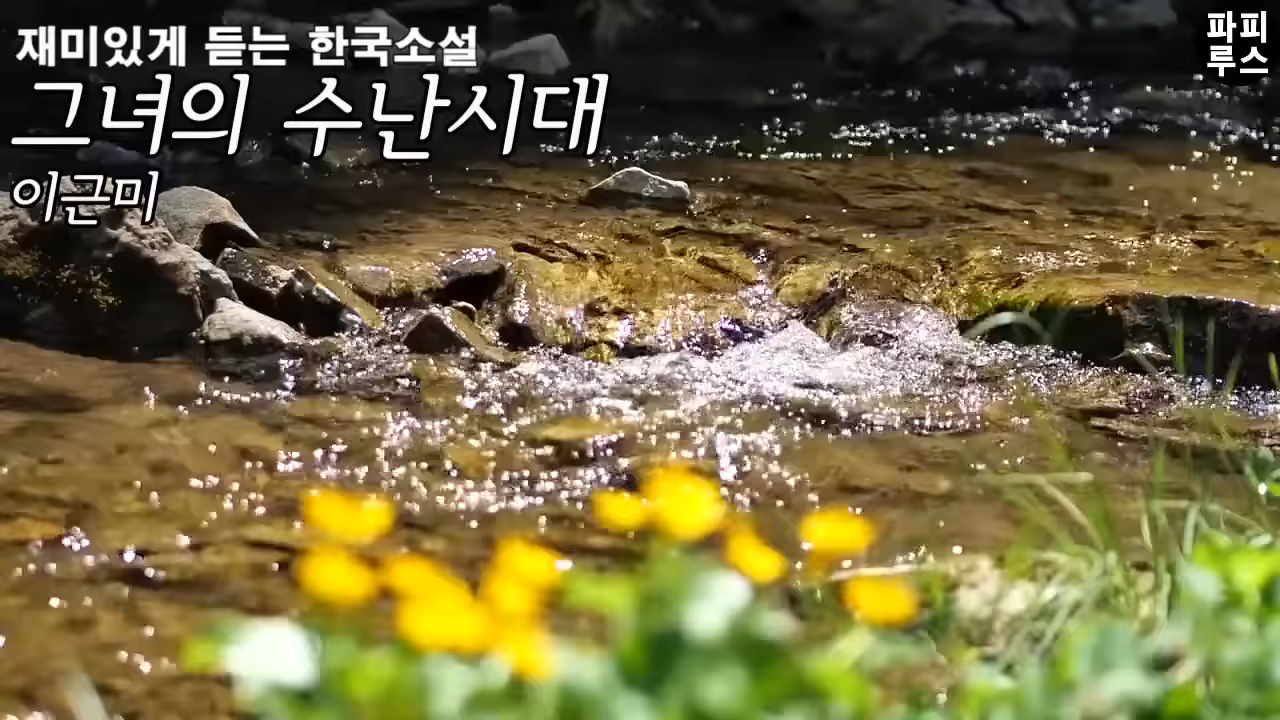 재미있게 듣는 한국소설
그녀의 수난시대
이근미
파피
루스